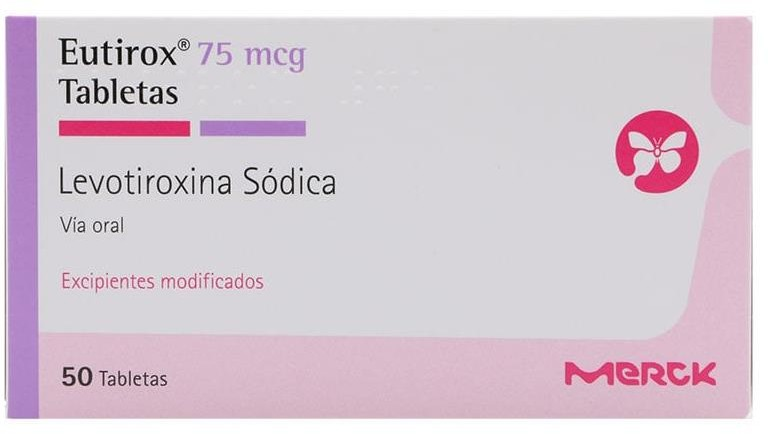 Eutirox® 75 mcg
Tabletas
Levotiroxina Sódica
Vía oral
Excipientes modificados
50 Tabletas
MERCK